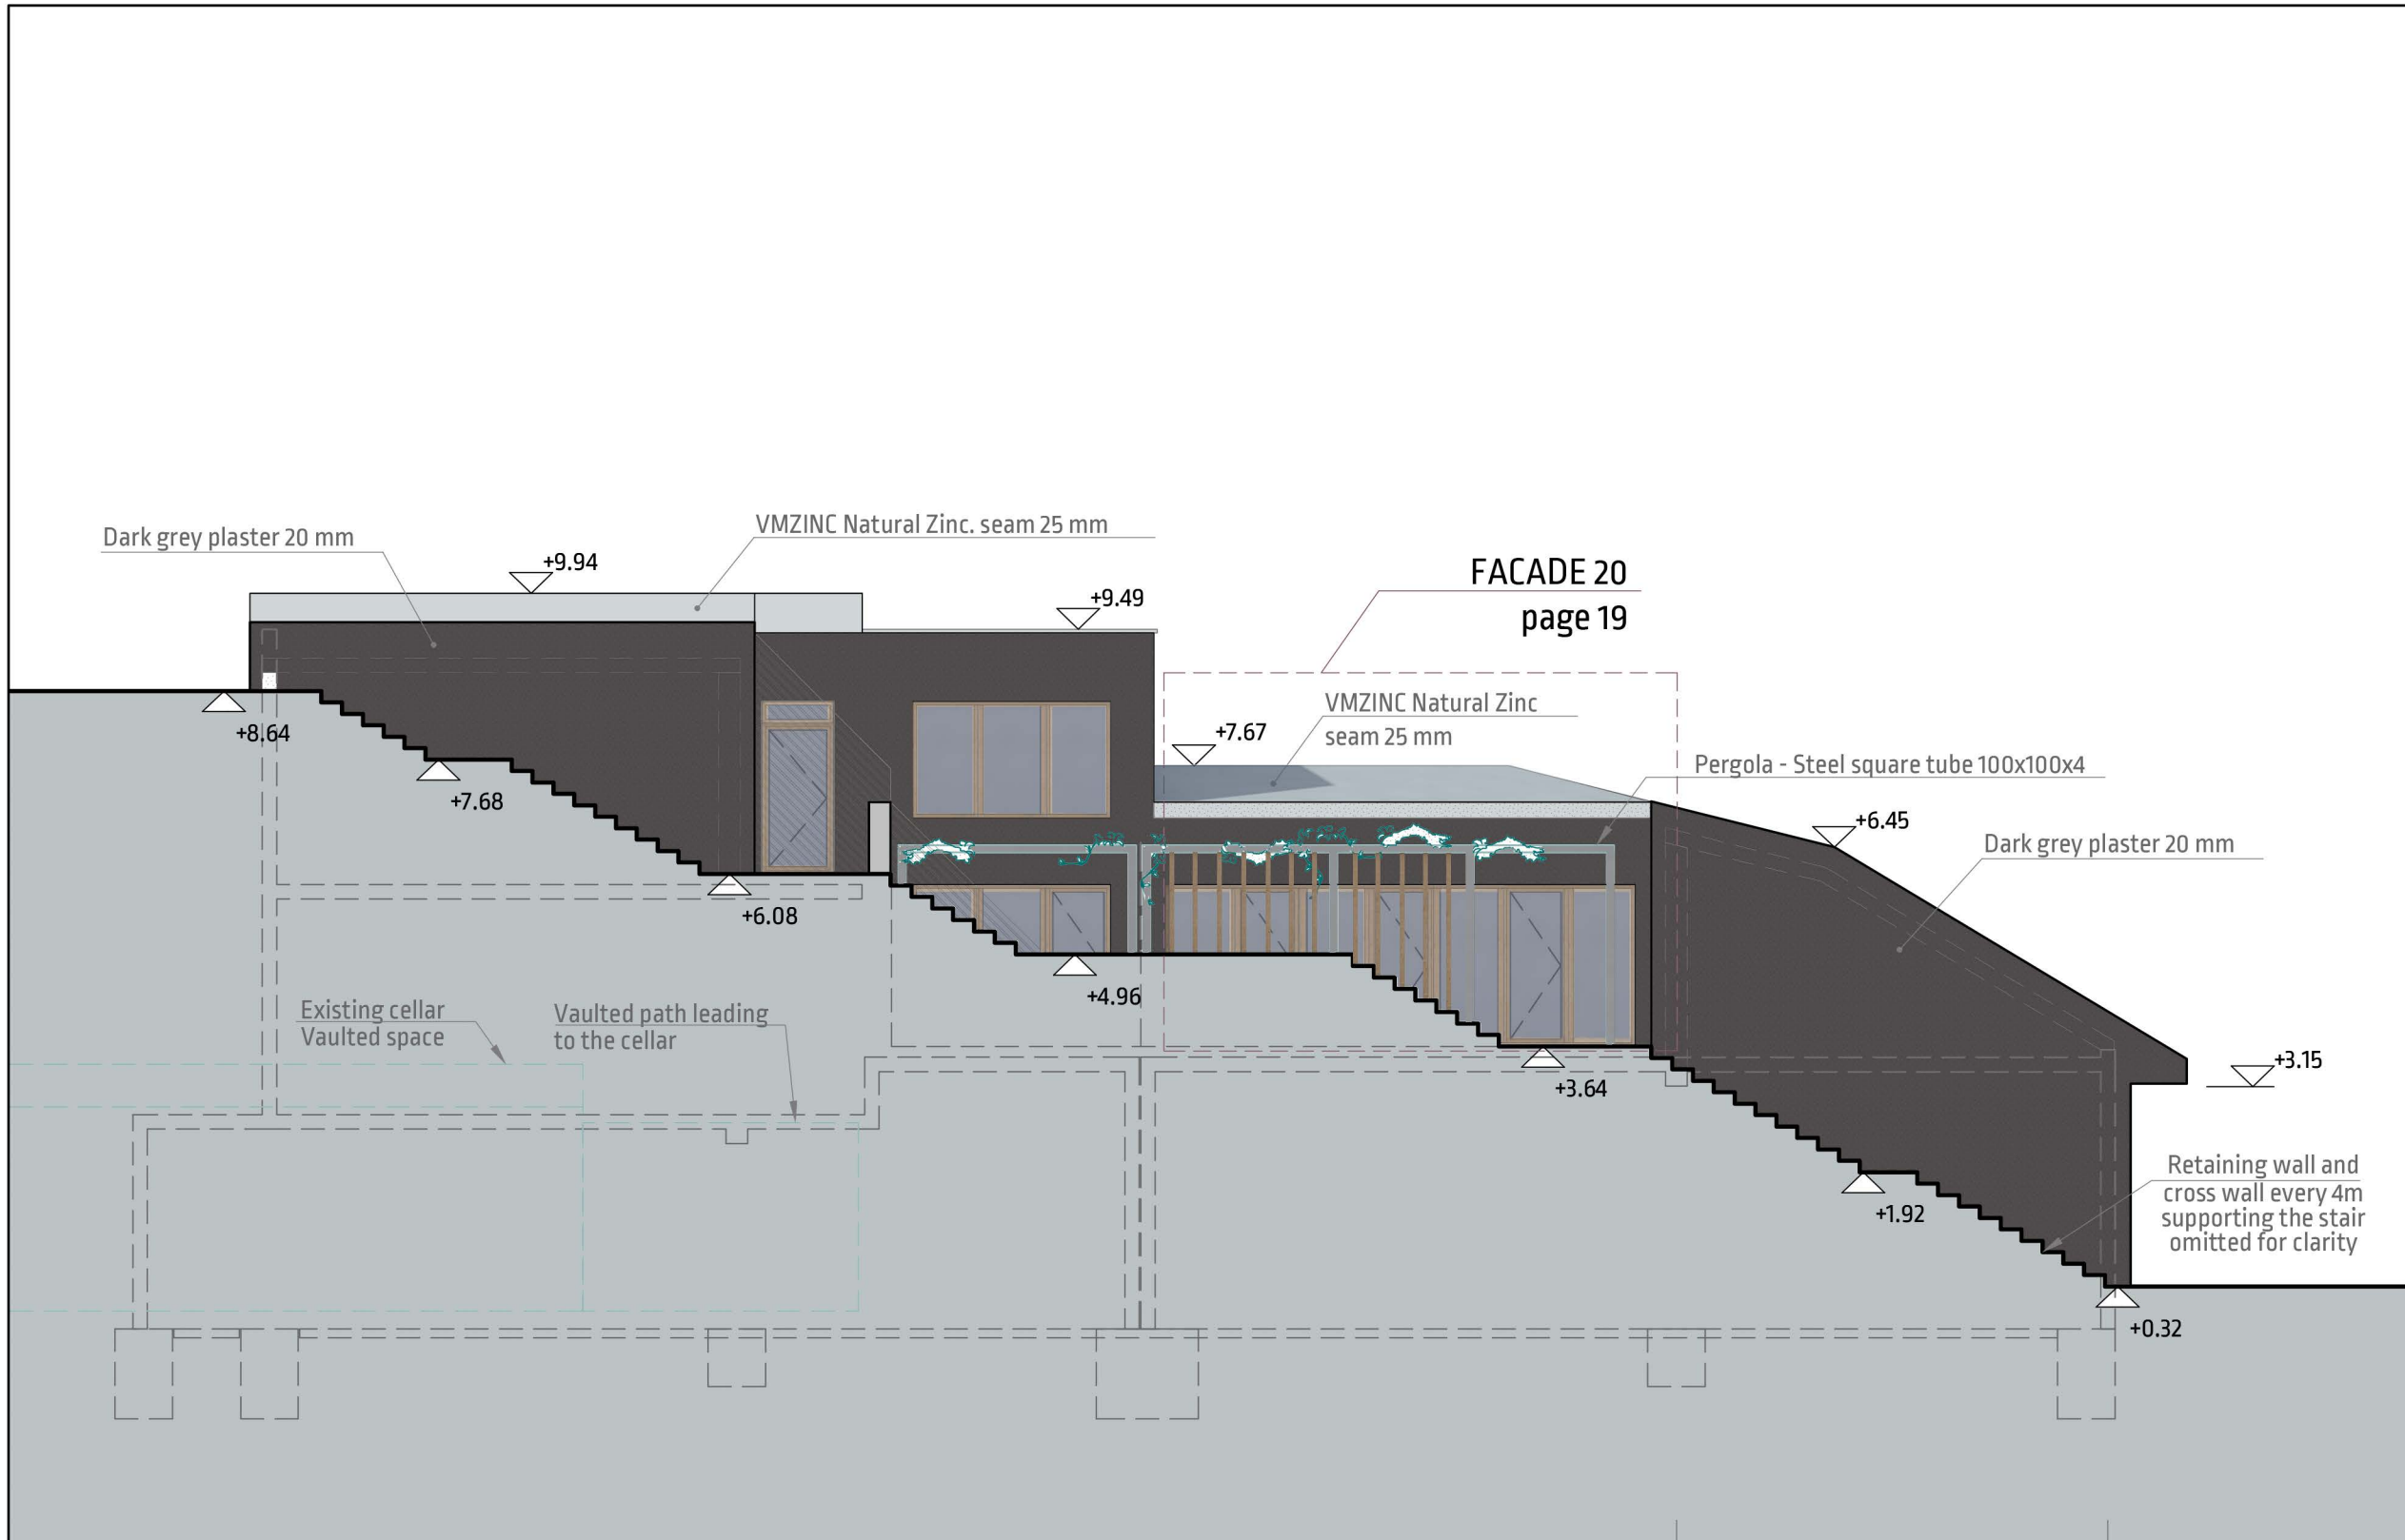 Dark grey plaster 20 mm
VMZINC Natural Zinc. seam 25 mm
+9.94
+9.49
FACADE 20
page 19
+8.64
VMZINC Natural Zinc
seam 25 mm
+7.67
Pergola - Steel square tube 100x100x4
+7.68
+6.45
Dark grey plaster 20 mm
+6.08
+4.96
Existing cellar
Vaulted space
Vaulted path leading
to the cellar
+3.64
+3.15
Retaining wall and
cross wall every 4m
supporting the stair
omitted for clarity
+1.92
+0.32